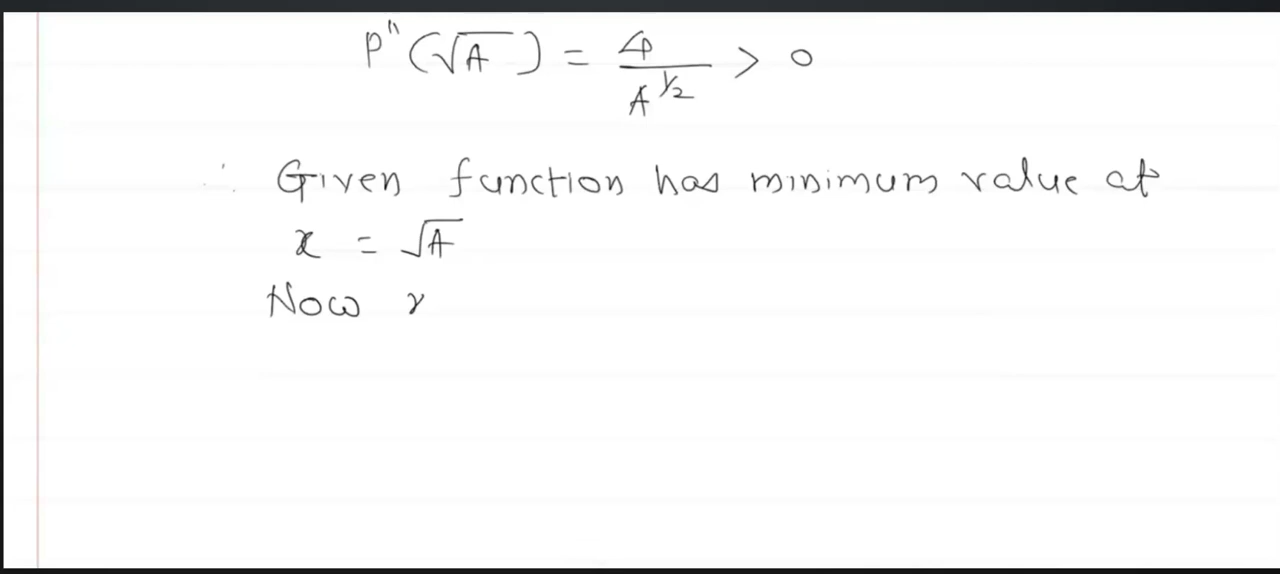 P"(√A) = 4/A^{1/2} > 0
∴ Given function has minimum value at
x = √A
Now